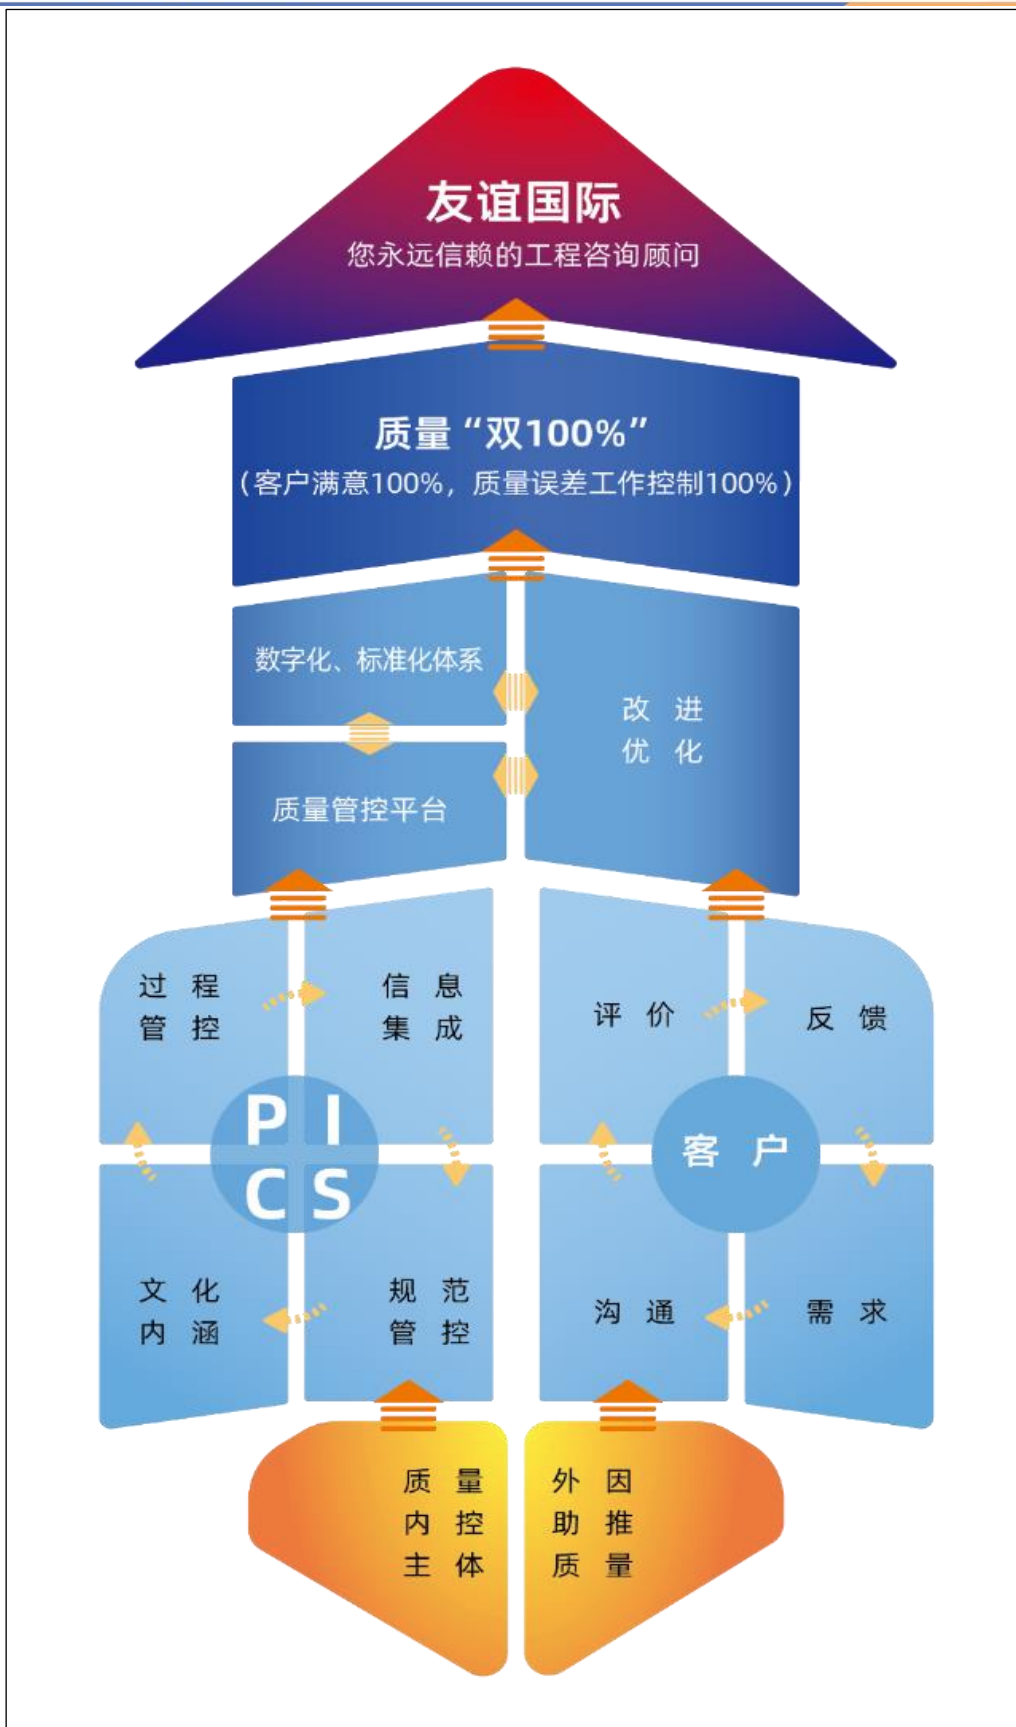 友谊国际
您永远信赖的工程咨询顾问
质量“双100%”
（客户满意100%，质量误差工作控制100%）
数字化、标准化体系
质量管控平台
改 进
优 化
过 程
管 控
信 息
集 成
P I
C S
文 化
内 涵
规 范
管 控
评 价
反 馈
客 户
沟 通
需 求
质 量
内 控
主 体
外 因
助 推
质 量